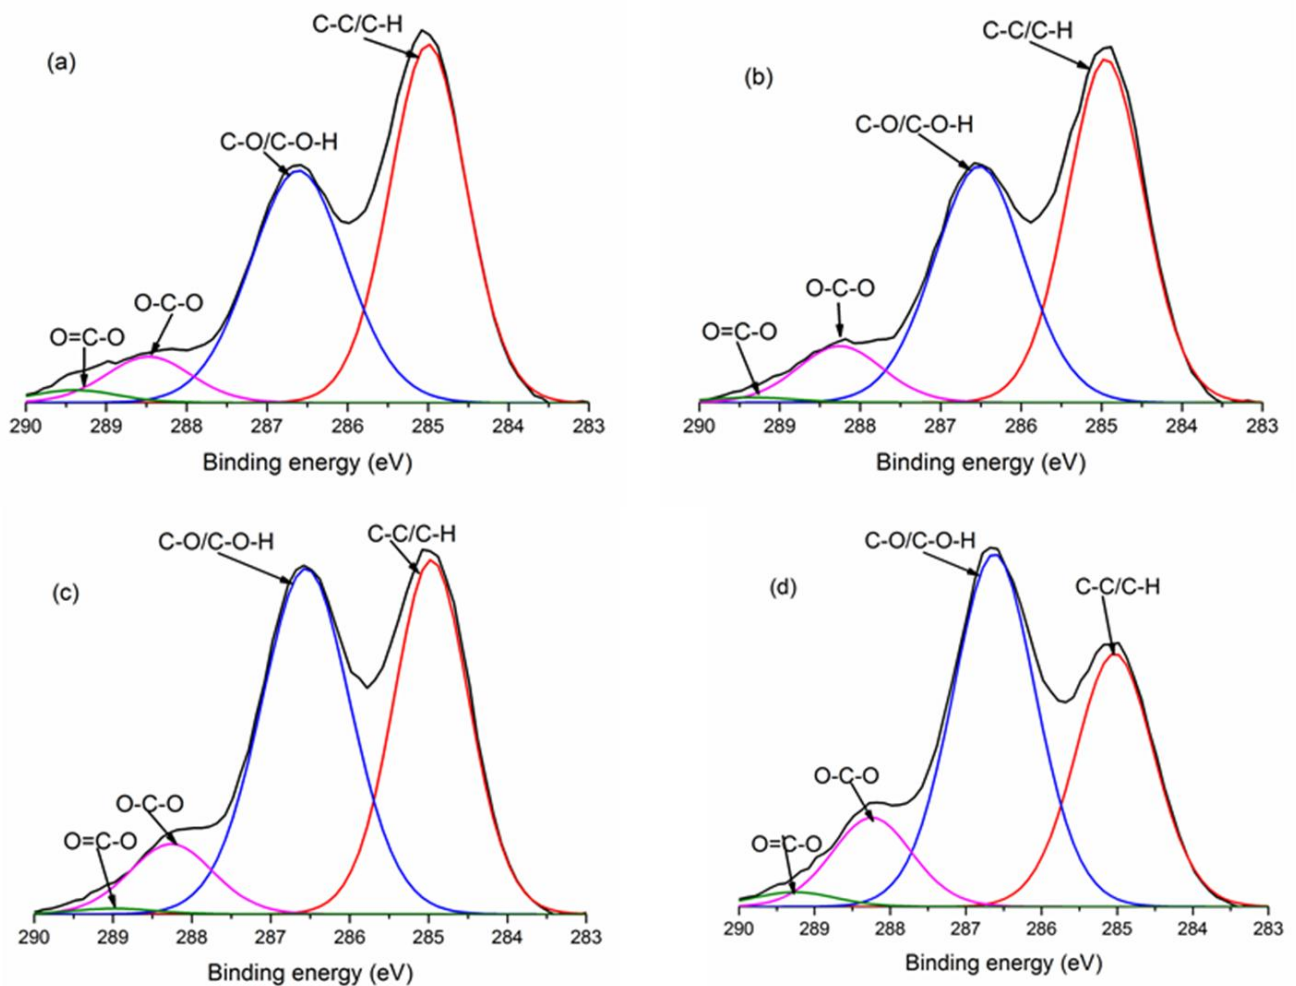 (a)
C-C/C-H
C-O/C-O-H
O-C-O
O=C-O
290 289 288 287 286 285 284 283
Binding energy (eV)
(b)
C-C/C-H
C-O/C-O-H
O-C-O
O=C-O
290 289 288 287 286 285 284 283
Binding energy (eV)
(c)
C-O/C-O-H
C-C/C-H
O-C-O
O=C-O
290 289 288 287 286 285 284 283
Binding energy (eV)
(d)
C-O/C-O-H
C-C/C-H
O-C-O
O=C-O
290 289 288 287 286 285 284 283
Binding energy (eV)